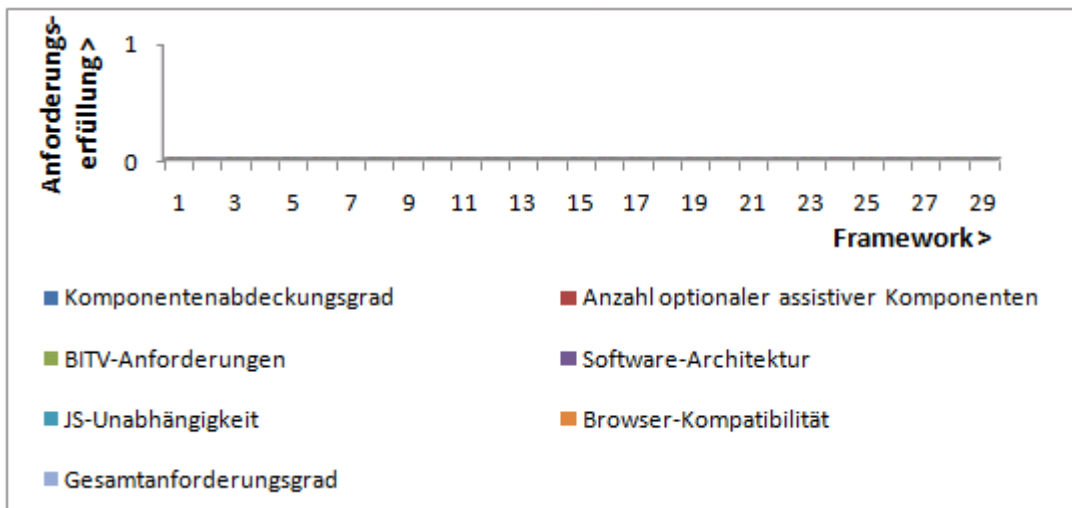 Anforderungs-
erfüllung >
1
0
1 3 5 7 9 11 13 15 17 19 21 23 25 27 29
Framework >
Komponentenabdeckungsgrad
Anzahl optionaler assistiver Komponenten
BITV-Anforderungen
Software-Architektur
JS-Unabhängigkeit
Browser-Kompatibilität
Gesamtanforderungsgrad